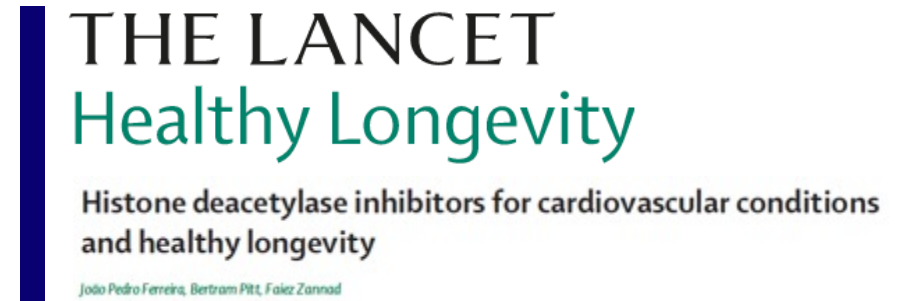 THE LANCET
Healthy Longevity
Histone deacetylase inhibitors for cardiovascular conditions
and healthy longevity
João Pedro Ferreira, Bertram Pitt, Faiez Zannad